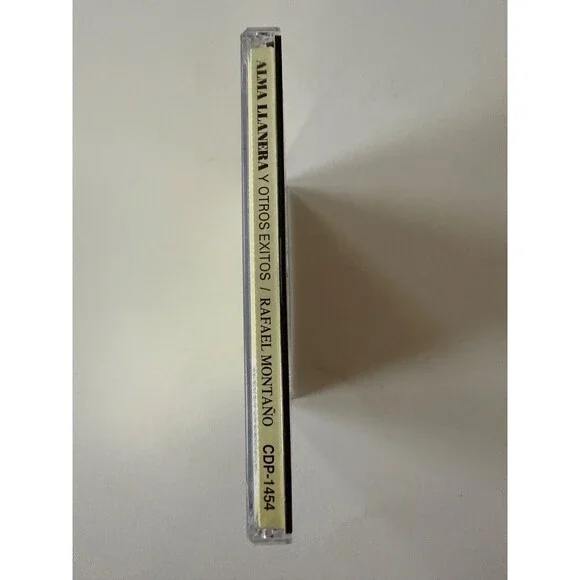 ALMA LLANERA Y OTROS EXITOS / RAFAEL MONTAÑO CDP-1454